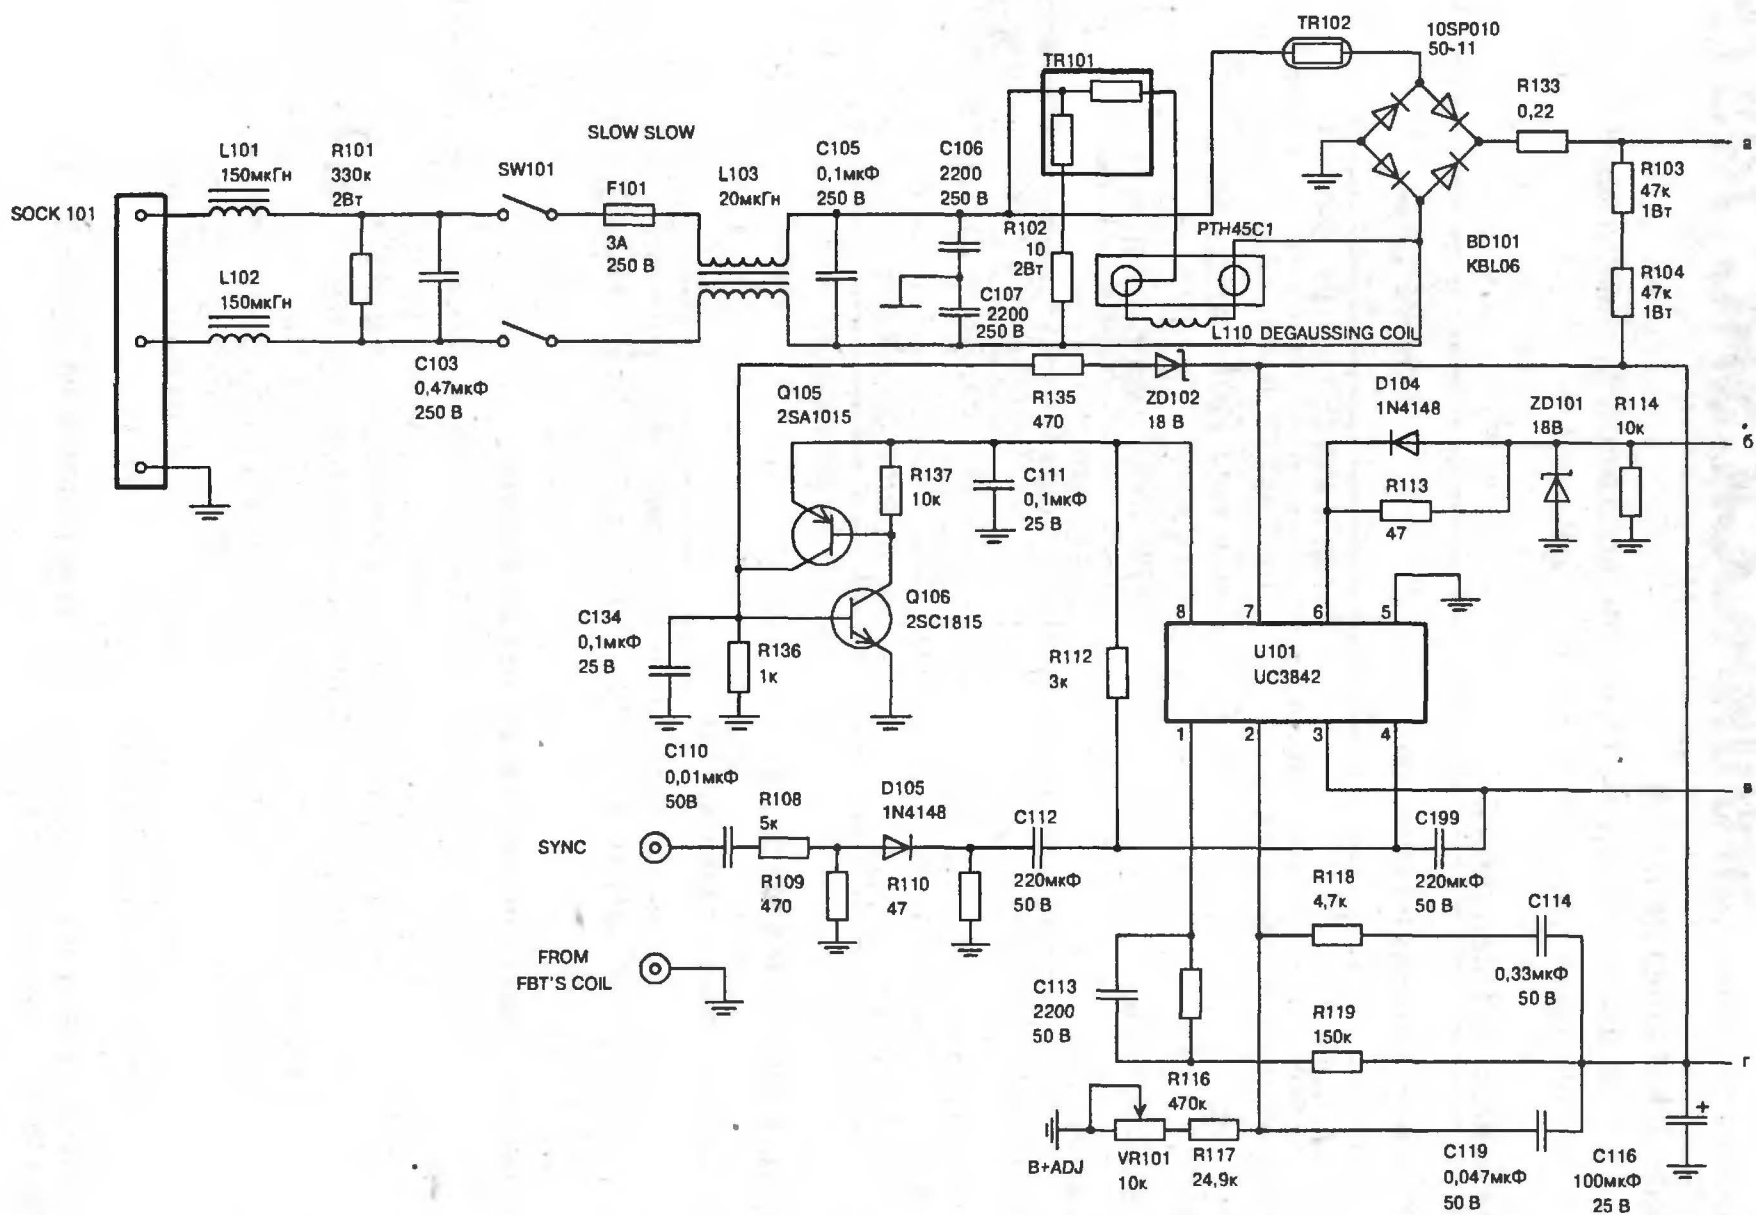 TR102
10SP010
50-11
TR101
R133
0,22
а
SLOW SLOW
L101
150мкГн
R101
330к
2Вт
SW101
F101
3А
250 В
L103
20мкГн
C105
0,1мкФ
250 В
C106
2200
250 В
R103
47к
1Вт
SOCK 101
R102
10
2Вт
PTH45C1
BD101
KBL06
L102
150мкГн
C107
2200
250 В
R104
47к
1Вт
L110 DEGAUSSING COIL
C103
0,47мкФ
250 В
Q105
2SA1015
R135
470
ZD102
18 В
D104
1N4148
ZD101
18В
R114
10к
б
R137
10к
C111
0,1мкФ
25 В
R113
47
Q106
2SC1815
C134
0,1мкФ
25 В
R136
1к
R112
3к
8
7
6
5
U101
UC3842
1
2
3
4
C110
0,01мкФ
50В
R108
5к
D105
1N4148
C112
220мкФ
50 В
C199
220мкФ
50 В
в
SYNC
R109
470
R110
47
R118
4,7к
C114
0,33мкФ
50 В
FROM
FBT'S COIL
C113
2200
50 В
R119
150к
г
R116
470к
+
B+ADJ
VR101
10к
R117
24,9к
C119
0,047мкФ
50 В
C116
100мкФ
25 В